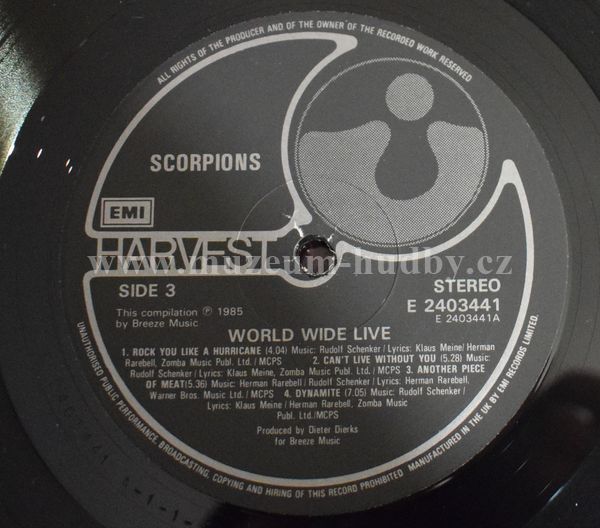 ALL RIGHTS OF THE PRODUCER AND OF THE OWNER OF THE RECORDED WORK RESERVED
SCORPIONS
EMI
HARVEST
www.muzeum-hudby.cz
SIDE 3
STEREO
E 2403441
E 2403441A
This compilation ℗ 1985
by Breeze Music
WORLD WIDE LIVE
1. ROCK YOU LIKE A HURRICANE (4.04) Music: Rudolf Schenker/Lyrics: Klaus Meine/Herman
Rarebell, Zomba Music Publ. Ltd./MCPS 2. CAN'T LIVE WITHOUT YOU (5.28) Music: Rudolf
Schenker/Lyrics: Klaus Meine, Zomba Music Publ. Ltd./MCPS 3. ANOTHER PIECE
OF MEAT(5.36) Music: Herman Rarebell/Rudolf Schenker/Lyrics: Herman Rarebell,
Warner Bros. Music Ltd./MCPS 4. DYNAMITE (7.05) Music: Rudolf Schenker/
Lyrics: Klaus Meine/Herman Rarebell, Zomba Music
Publ. Ltd./MCPS
Produced by Dieter Dierks
for Breeze Music
UNAUTHORISED PUBLIC PERFORMANCE, BROADCASTING, COPYING AND HIRING OF THIS RECORD PROHIBITED MANUFACTURED IN THE UK BY EMI RECORDS LIMITED.